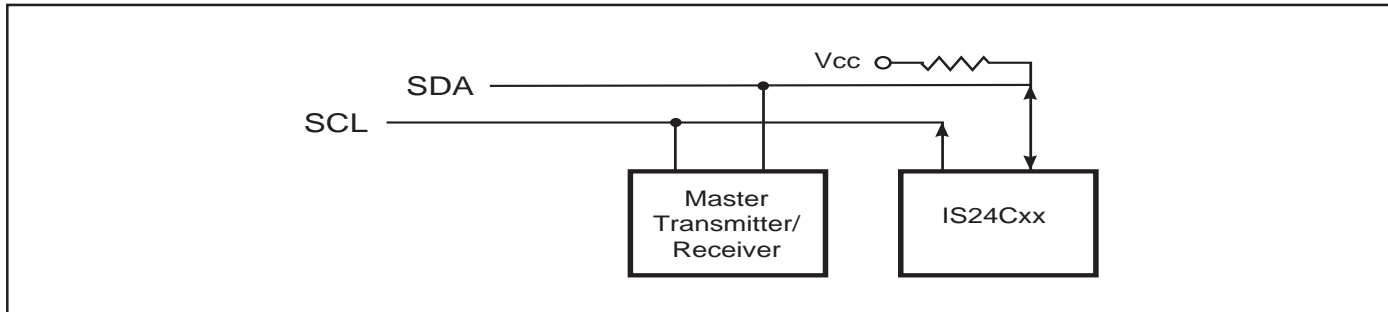 Vcc
SDA
SCL
Master
Transmitter/
Receiver
IS24Cxx